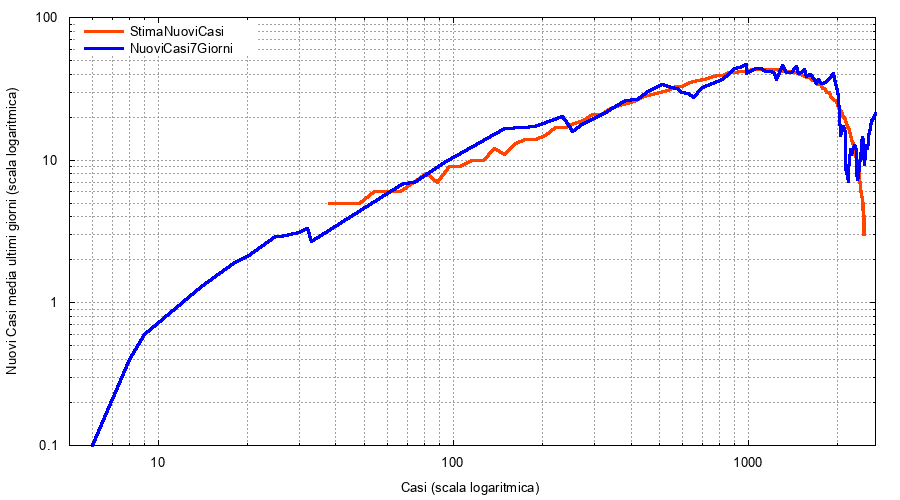 StimaNuoviCasi
NuoviCasi7Giorni
Nuovi Casi media ultimi giorni (scala logaritmica)
100
10
1
0.1
10
100
1000
Casi (scala logaritmica)